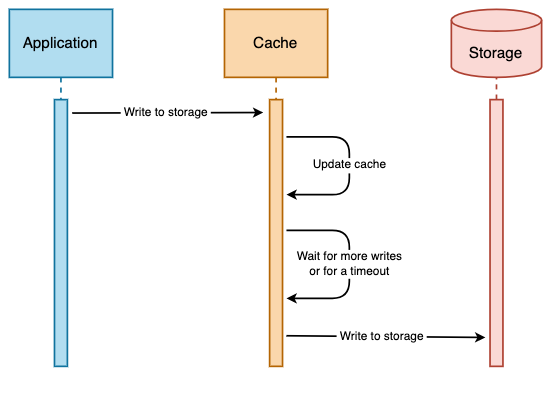 Application
Cache
Storage
Write to storage
Update cache
Wait for more writes
or for a timeout
Write to storage